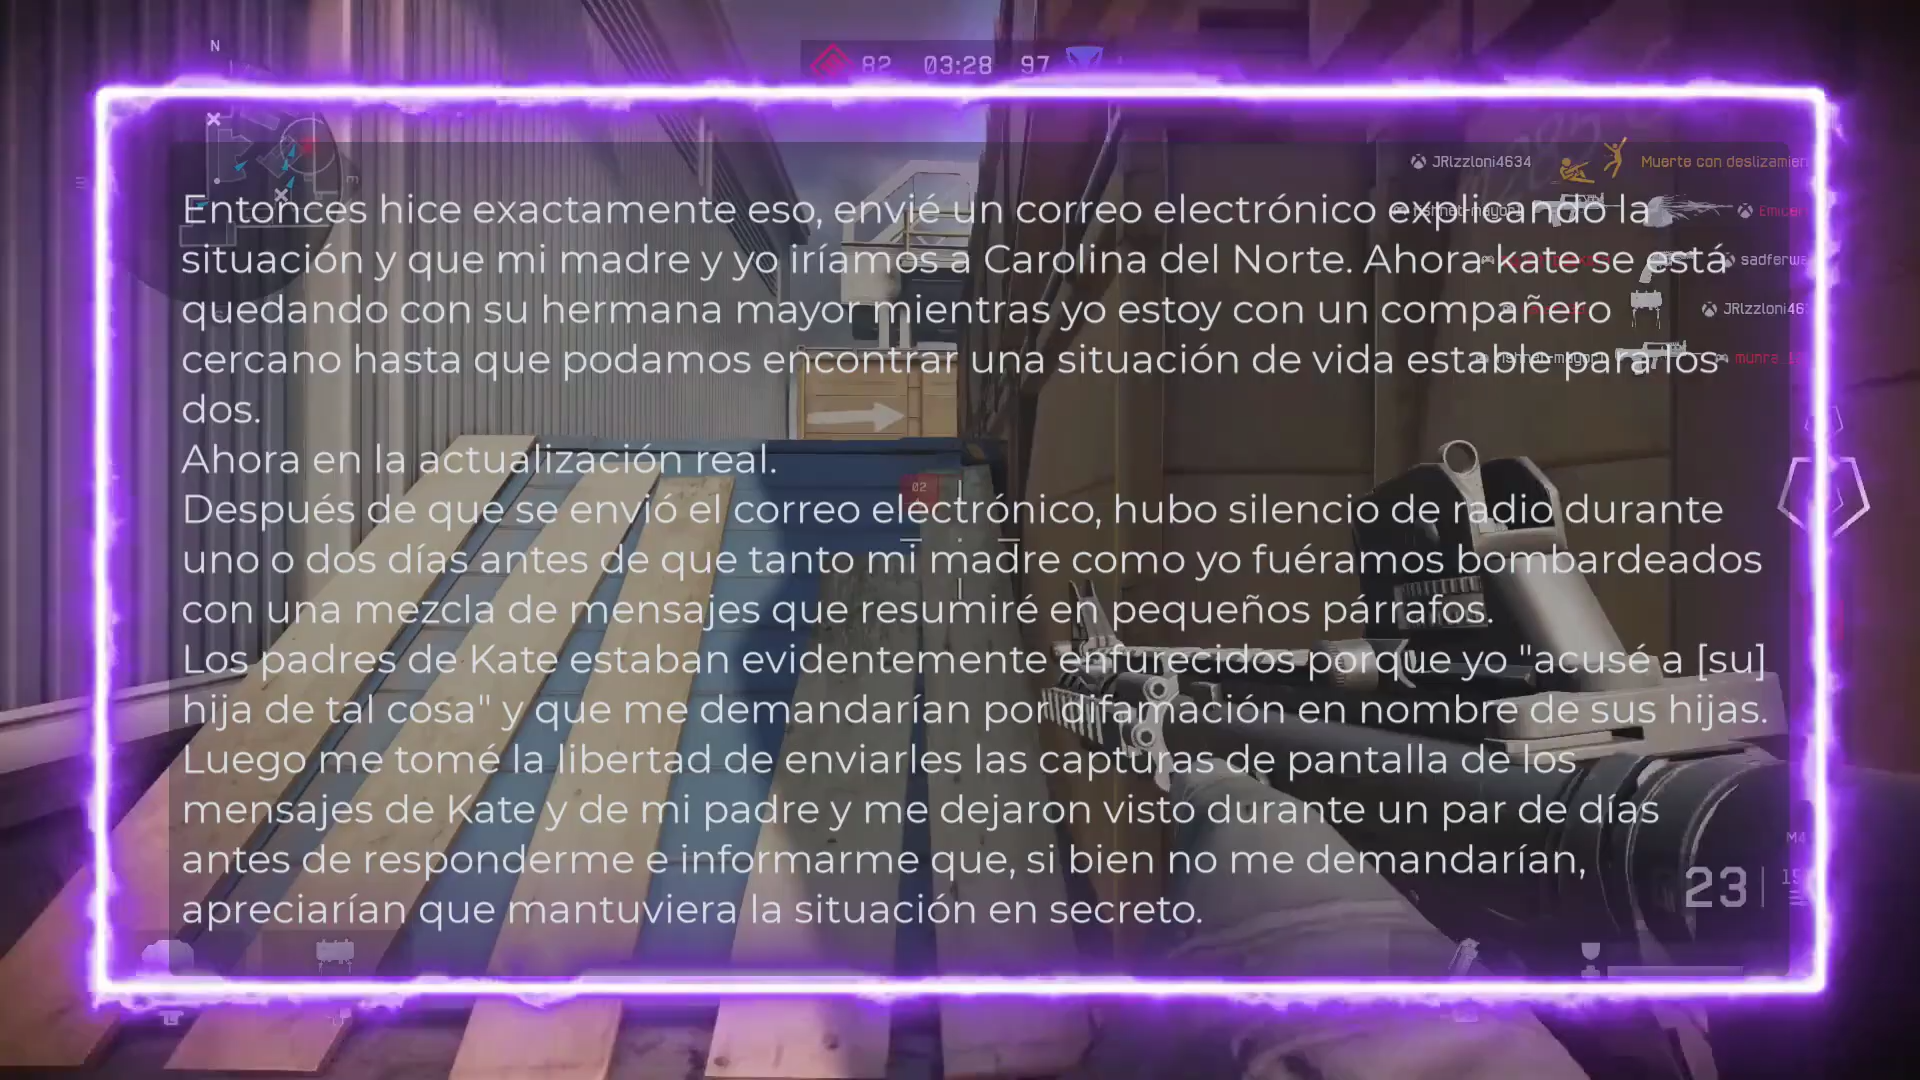 N
82 03:28 97
JRlzzloni4634 Muerte con deslizamien
Entonces hice exactamente eso, envié un correo electrónico explicando la
situación y que mi madre y yo iríamos a Carolina del Norte. Ahora kate se está
sadferwa
quedando con su hermana mayor mientras yo estoy con un compañero
JRlzzloni46
cercano hasta que podamos encontrar una situación de vida estable para los
dos.
Ahora en la actualización real.
02
Después de que se envió el correo electrónico, hubo silencio de radio durante
uno o dos días antes de que tanto mi madre como yo fuéramos bombardeados
con una mezcla de mensajes que resumiré en pequeños párrafos.
Los padres de Kate estaban evidentemente enfurecidos porque yo "acusé a [su]
hija de tal cosa" y que me demandarían por difamación en nombre de sus hijas.
Luego me tomé la libertad de enviarles las capturas de pantalla de los
mensajes de Kate y de mi padre y me dejaron visto durante un par de días
M4
antes de responderme e informarme que, si bien no me demandarían,
23
apreciarían que mantuviera la situación en secreto.